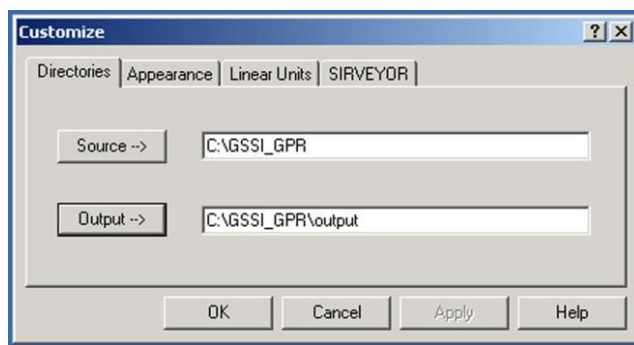 Customize
Directories Appearance Linear Units SIRVEYOR
Source --> C:\GSSI_GPR
Output --> C:\GSSI_GPR\output
OK Cancel Apply Help